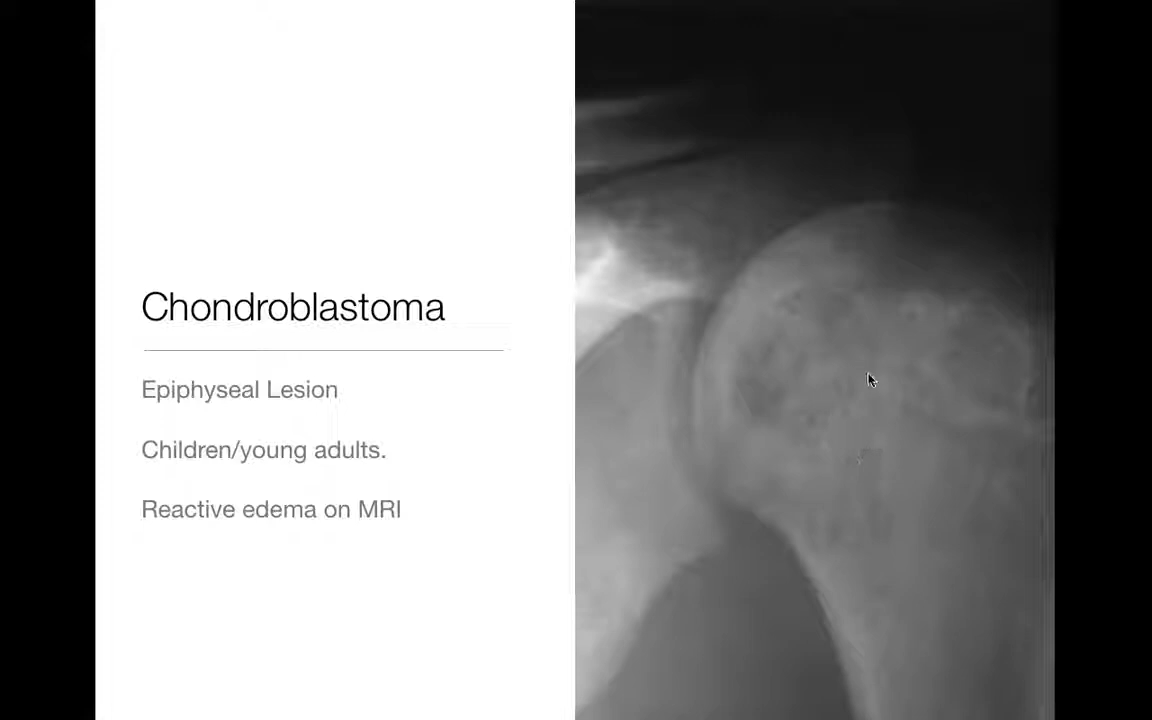 Chondroblastoma
Epiphyseal Lesion
Children/young adults.
Reactive edema on MRI